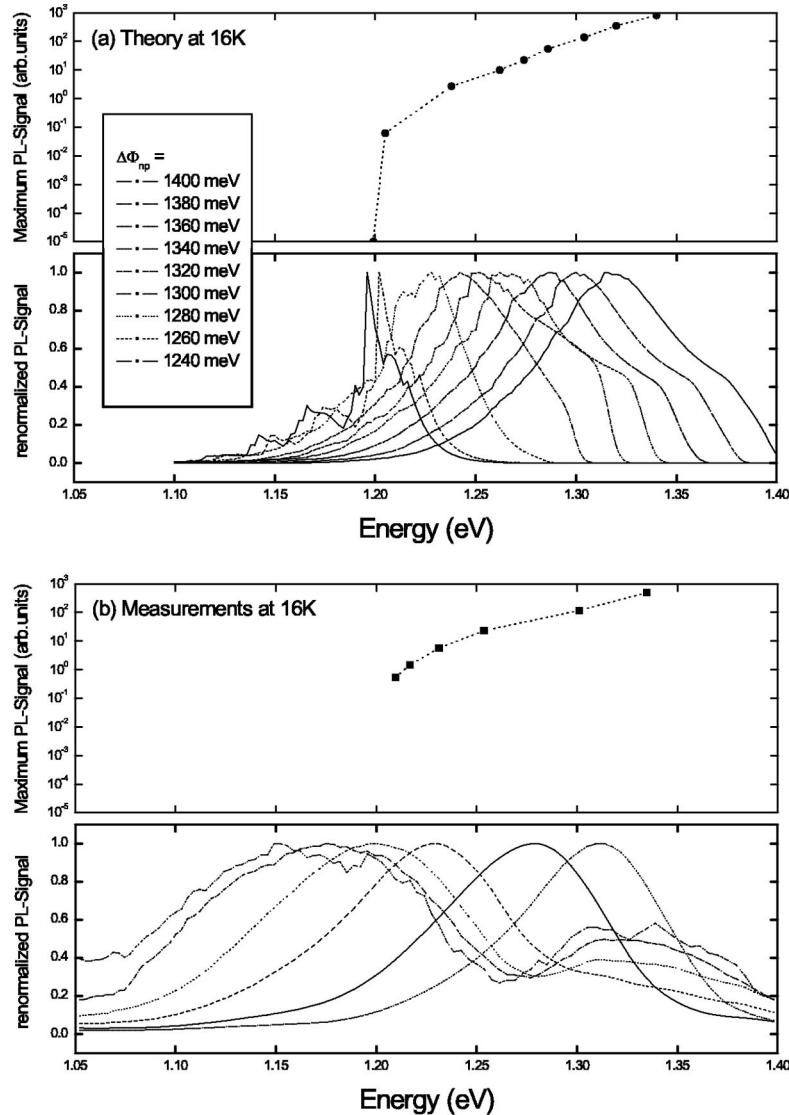 (a) Theory at 16K
Maximum PL-Signal (arb.units)
10³
10²
10¹
10⁰
10⁻¹
10⁻²
10⁻³
10⁻⁴
10⁻⁵
ΔΦnp =
1400 meV
1380 meV
1360 meV
1340 meV
1320 meV
1300 meV
1280 meV
1260 meV
1240 meV
renormalized PL-Signal
1.0
0.8
0.6
0.4
0.2
0.0
1.05 1.10 1.15 1.20 1.25 1.30 1.35 1.40
Energy (eV)
(b) Measurements at 16K
Maximum PL-Signal (arb.units)
10³
10²
10¹
10⁰
10⁻¹
10⁻²
10⁻³
10⁻⁴
10⁻⁵
renormalized PL-Signal
1.0
0.8
0.6
0.4
0.2
0.0
1.05 1.10 1.15 1.20 1.25 1.30 1.35 1.40
Energy (eV)